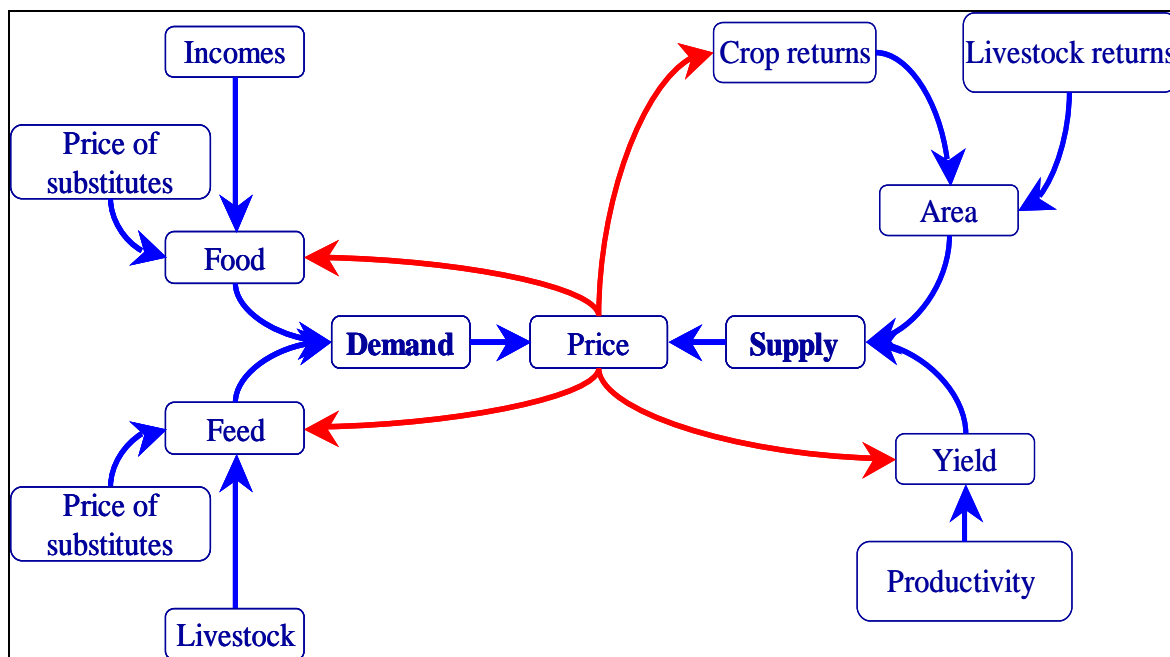 Incomes
Crop returns
Livestock returns
Price of
substitutes
Area
Food
Demand
Price
Supply
Feed
Yield
Price of
substitutes
Productivity
Livestock